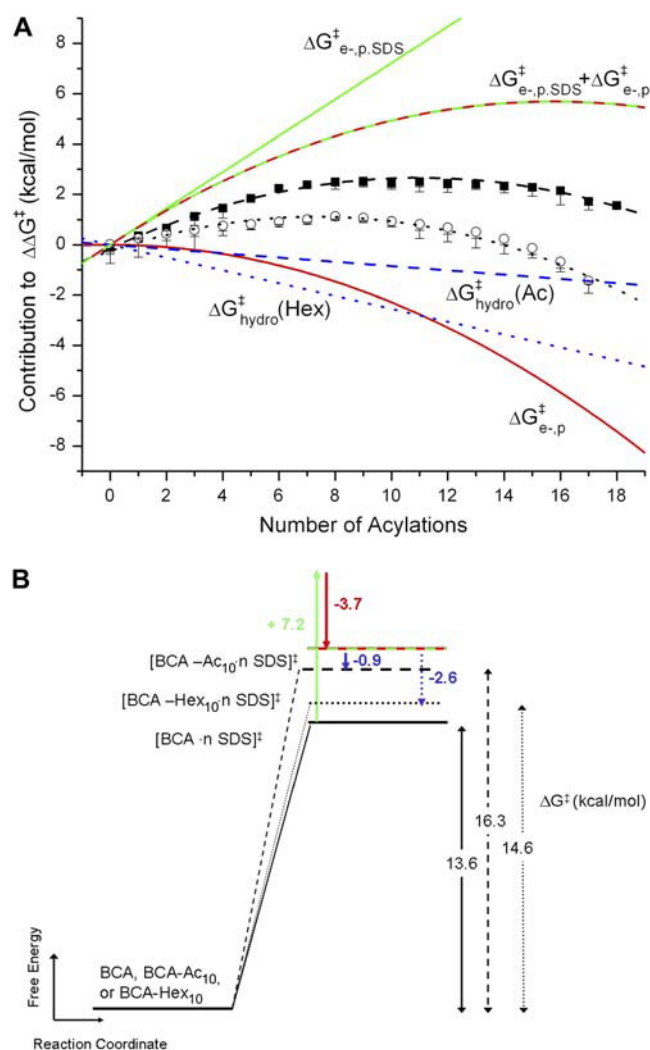 A
ΔG‡e-,p.SDS
ΔG‡e-,p.SDS+ΔG‡e-,p
8
6
4
2
0
-2
-4
-6
-8
Contribution to ΔΔG‡ (kcal/mol)
ΔG‡hydro(Hex)
ΔG‡hydro(Ac)
ΔG‡e-,p
0 2 4 6 8 10 12 14 16 18
Number of Acylations
B
-3.7
+ 7.2
[BCA –Ac10·n SDS]‡
-0.9
-2.6
[BCA –Hex10·n SDS]‡
[BCA ·n SDS]‡
ΔG‡ (kcal/mol)
16.3
14.6
13.6
BCA, BCA-Ac10,
or BCA-Hex10
Free Energy
Reaction Coordinate